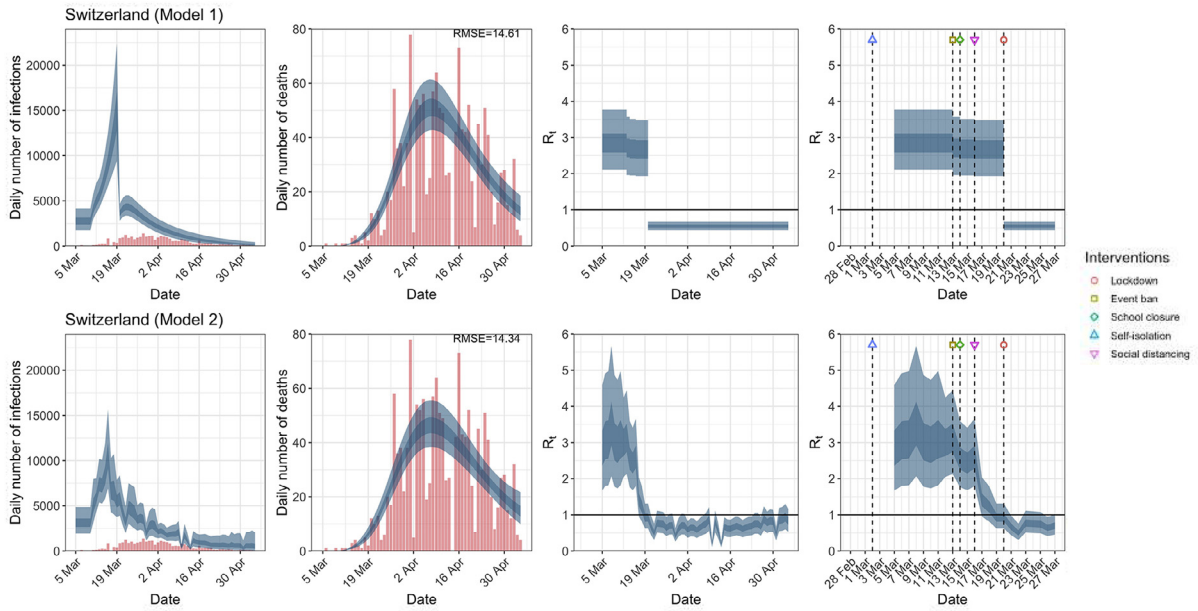 Switzerland (Model 1)
Daily number of infections
20000
15000
10000
5000
0
5 Mar
19 Mar
2 Apr
16 Apr
30 Apr
Date
RMSE=14.61
Daily number of deaths
80
60
40
20
0
5 Mar
19 Mar
2 Apr
16 Apr
30 Apr
Date
Rt
6
5
4
3
2
1
0
5 Mar
19 Mar
2 Apr
16 Apr
30 Apr
Date
Rt
6
5
4
3
2
1
0
28 Feb
1 Mar
3 Mar
5 Mar
7 Mar
9 Mar
11 Mar
13 Mar
15 Mar
17 Mar
19 Mar
21 Mar
23 Mar
25 Mar
27 Mar
Date
Interventions
Lockdown
Event ban
School closure
Self-isolation
Social distancing
Switzerland (Model 2)
Daily number of infections
20000
15000
10000
5000
0
5 Mar
19 Mar
2 Apr
16 Apr
30 Apr
Date
RMSE=14.34
Daily number of deaths
80
60
40
20
0
5 Mar
19 Mar
2 Apr
16 Apr
30 Apr
Date
Rt
6
5
4
3
2
1
0
5 Mar
19 Mar
2 Apr
16 Apr
30 Apr
Date
Rt
6
5
4
3
2
1
0
28 Feb
1 Mar
3 Mar
5 Mar
7 Mar
9 Mar
11 Mar
13 Mar
15 Mar
17 Mar
19 Mar
21 Mar
23 Mar
25 Mar
27 Mar
Date